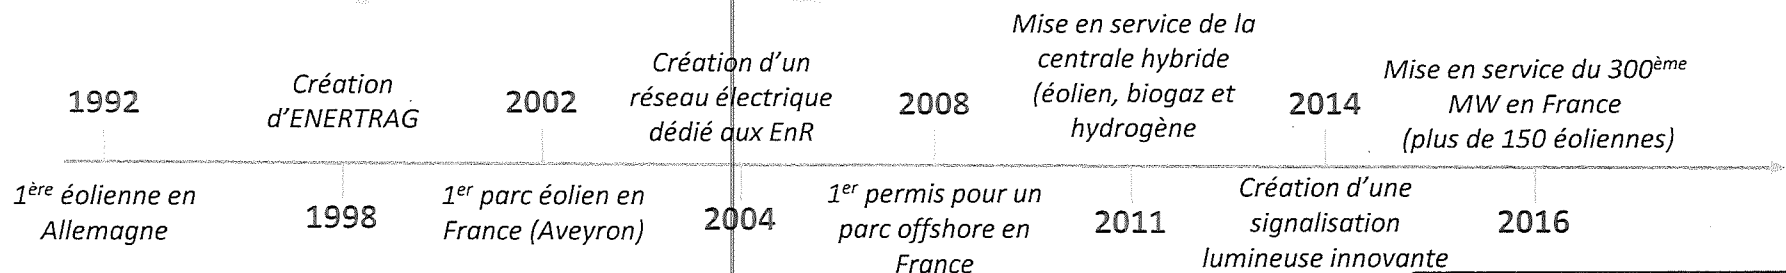 1992
1ère éolienne en
Allemagne
Création
d'ENERTRAG
1998
2002
1er parc éolien en
France (Aveyron)
Création d'un
réseau électrique
dédié aux EnR
2004
2008
1er permis pour un
parc offshore en
France
Mise en service de la
centrale hybride
(éolien, biogaz et
hydrogène
2011
2014
Création d'une
signalisation
lumineuse innovante
Mise en service du 300ème
MW en France
(plus de 150 éoliennes)
2016